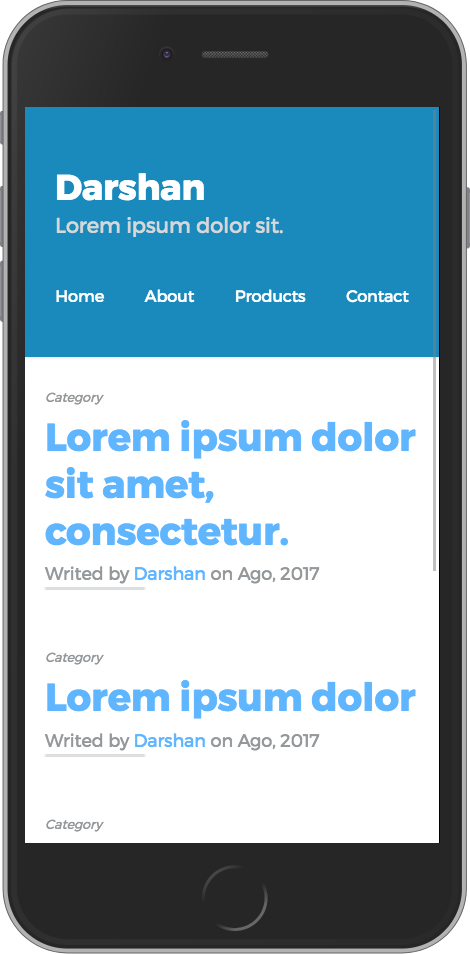 Darshan
Lorem ipsum dolor sit.
Home About Products Contact
Category
Lorem ipsum dolor
sit amet,
consectetur.
Writed by Darshan on Ago, 2017
Category
Lorem ipsum dolor
Writed by Darshan on Ago, 2017
Category